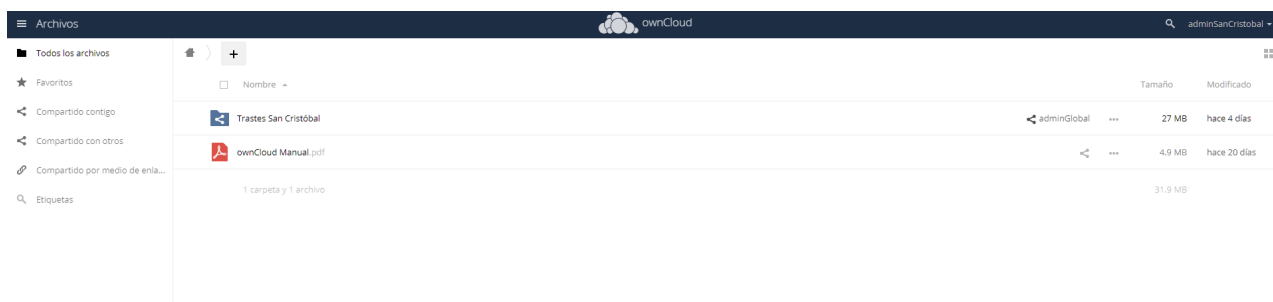 Archivos
ownCloud
adminSanCristobal
Todos los archivos
Favoritos
Compartido contigo
Compartido con otros
Compartido por medio de enla...
Etiquetas
+
Nombre
Tamaño
Modificado
Trastes San Cristóbal
adminGlobal
...
27 MB
hace 4 días
ownCloud Manual.pdf
...
4.9 MB
hace 20 días
1 carpeta y 1 archivo
31.9 MB